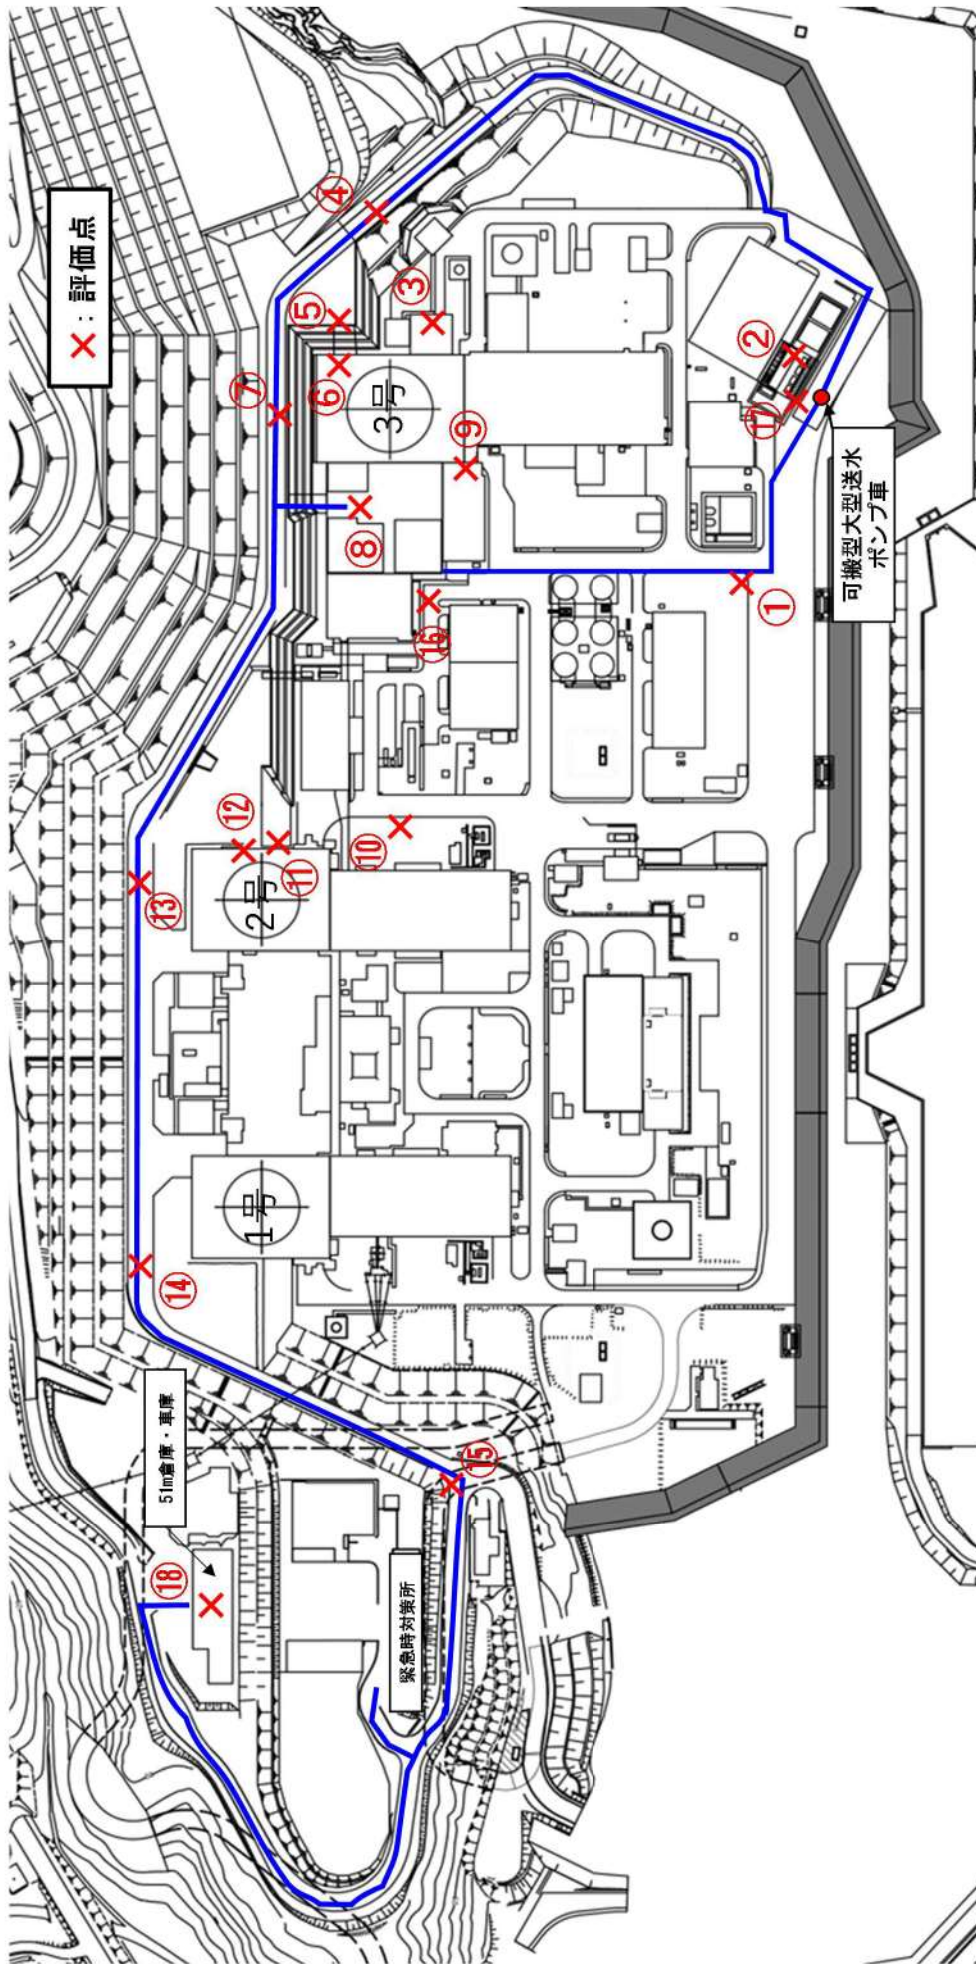 ×：評価点
④
⑤
③
⑦
⑥
3号
②
⑨
⑰
可搬型大型送水
ポンプ車
⑧
①
⑯
⑫
⑩
⑪
⑬
2号
1号
⑭
51m倉庫・車庫
⑮
⑱
緊急時対策所